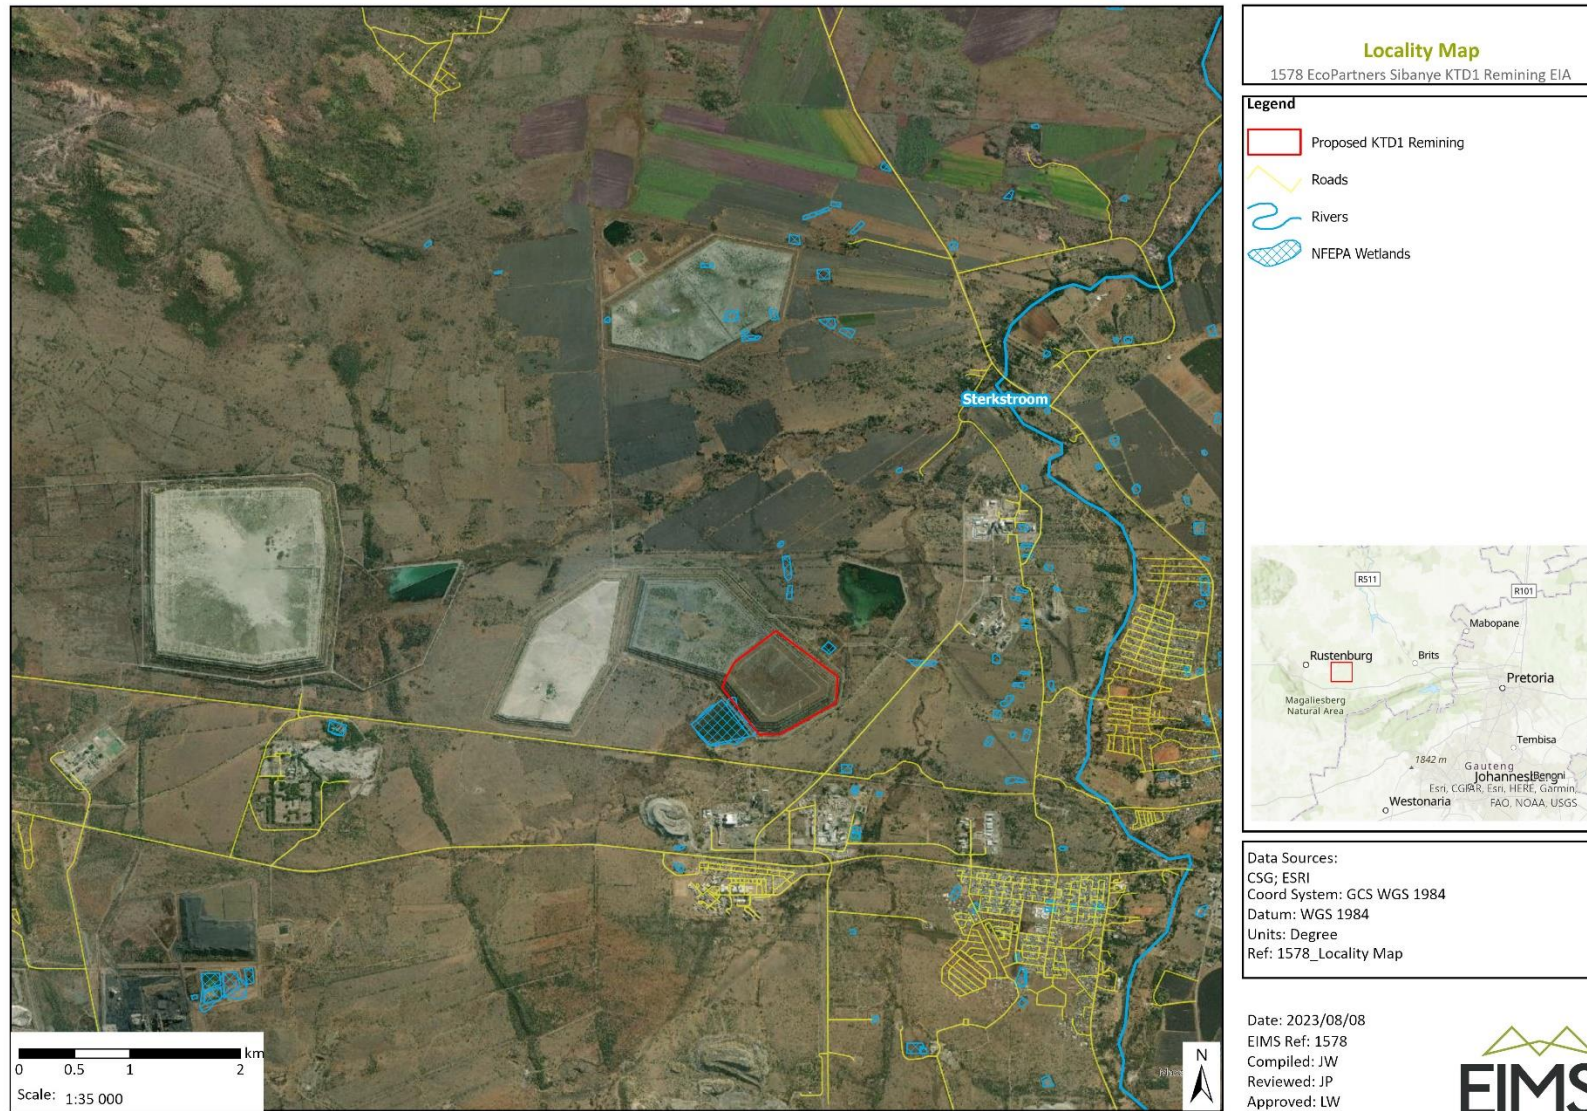 Locality Map
1578 EcoPartners Sibanye KTD1 Remining EIA
Legend
Proposed KTD1 Remining
Roads
Rivers
NFEPA Wetlands
Sterkstroom
R511
R101
Mabopane
Rustenburg
Brits
Pretoria
Magaliesberg
Natural Area
Tembisa
1842 m
Gauteng
Johannesberg
Benoni
Esri, CGIAR, Esri, HERE, Garmin,
FAO, NOAA, USGS
Westonaria
Data Sources:
CSG; ESRI
Coord System: GCS WGS 1984
Datum: WGS 1984
Units: Degree
Ref: 1578_Locality Map
Date: 2023/08/08
EIMS Ref: 1578
Compiled: JW
Reviewed: JP
Approved: LW
EIMS
N
km
0 0.5 1 2
Scale: 1:35 000